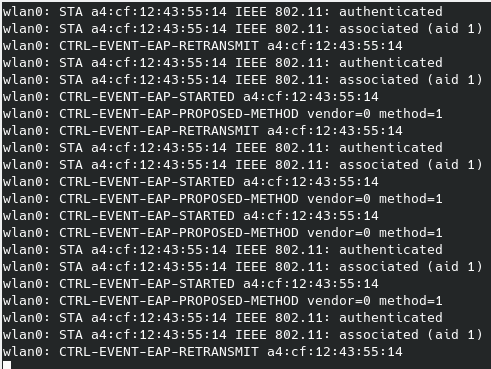 wlan0: STA a4:cf:12:43:55:14 IEEE 802.11: authenticated
wlan0: STA a4:cf:12:43:55:14 IEEE 802.11: associated (aid 1)
wlan0: CTRL-EVENT-EAP-RETRANSMIT a4:cf:12:43:55:14
wlan0: STA a4:cf:12:43:55:14 IEEE 802.11: authenticated
wlan0: STA a4:cf:12:43:55:14 IEEE 802.11: associated (aid 1)
wlan0: CTRL-EVENT-EAP-STARTED a4:cf:12:43:55:14
wlan0: CTRL-EVENT-EAP-PROPOSED-METHOD vendor=0 method=1
wlan0: CTRL-EVENT-EAP-RETRANSMIT a4:cf:12:43:55:14
wlan0: STA a4:cf:12:43:55:14 IEEE 802.11: authenticated
wlan0: STA a4:cf:12:43:55:14 IEEE 802.11: associated (aid 1)
wlan0: CTRL-EVENT-EAP-STARTED a4:cf:12:43:55:14
wlan0: CTRL-EVENT-EAP-PROPOSED-METHOD vendor=0 method=1
wlan0: CTRL-EVENT-EAP-STARTED a4:cf:12:43:55:14
wlan0: CTRL-EVENT-EAP-PROPOSED-METHOD vendor=0 method=1
wlan0: STA a4:cf:12:43:55:14 IEEE 802.11: authenticated
wlan0: STA a4:cf:12:43:55:14 IEEE 802.11: associated (aid 1)
wlan0: CTRL-EVENT-EAP-STARTED a4:cf:12:43:55:14
wlan0: CTRL-EVENT-EAP-PROPOSED-METHOD vendor=0 method=1
wlan0: STA a4:cf:12:43:55:14 IEEE 802.11: authenticated
wlan0: STA a4:cf:12:43:55:14 IEEE 802.11: associated (aid 1)
wlan0: CTRL-EVENT-EAP-RETRANSMIT a4:cf:12:43:55:14